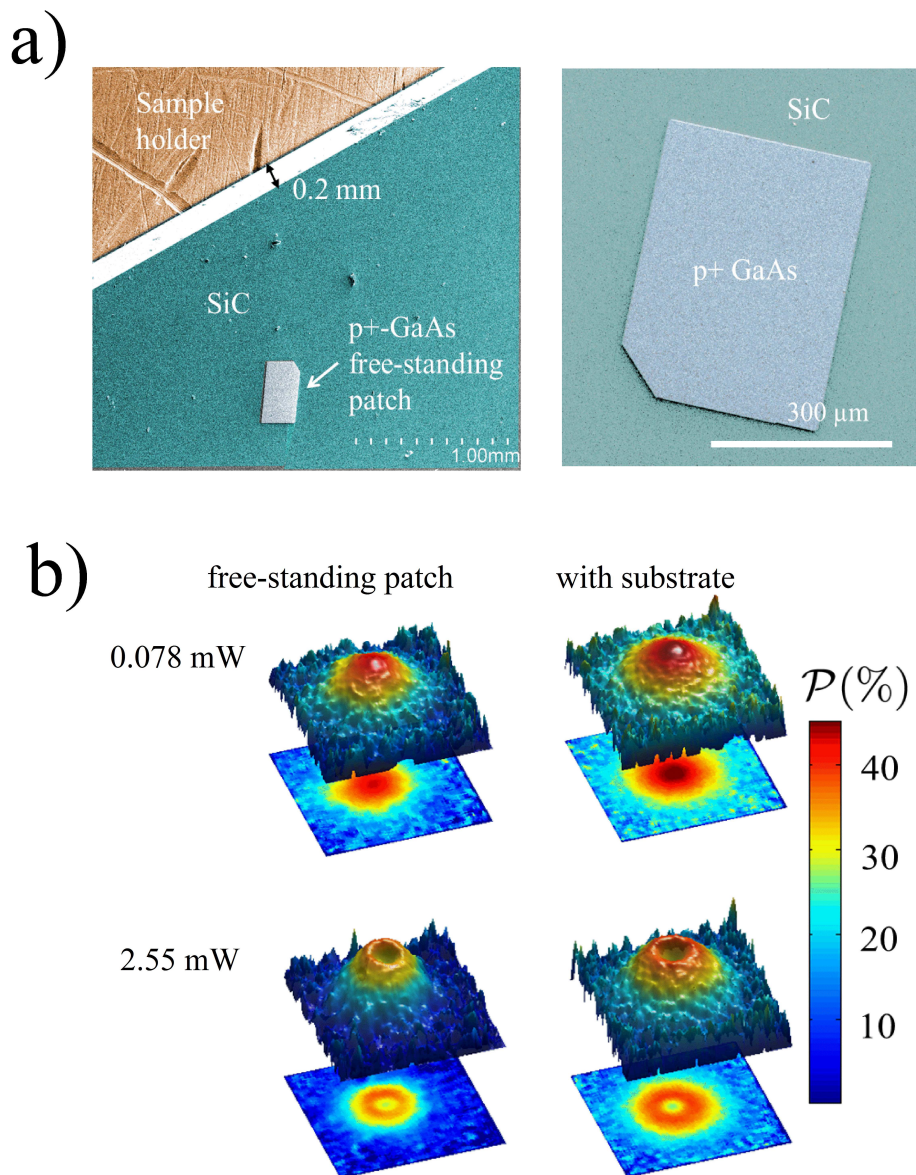 a)
Sample
holder
0.2 mm
SiC
p+-GaAs
free-standing
patch
1.00mm
SiC
p+ GaAs
300 µm
b)
free-standing patch
with substrate
0.078 mW
2.55 mW
𝒫(%)
40
30
20
10